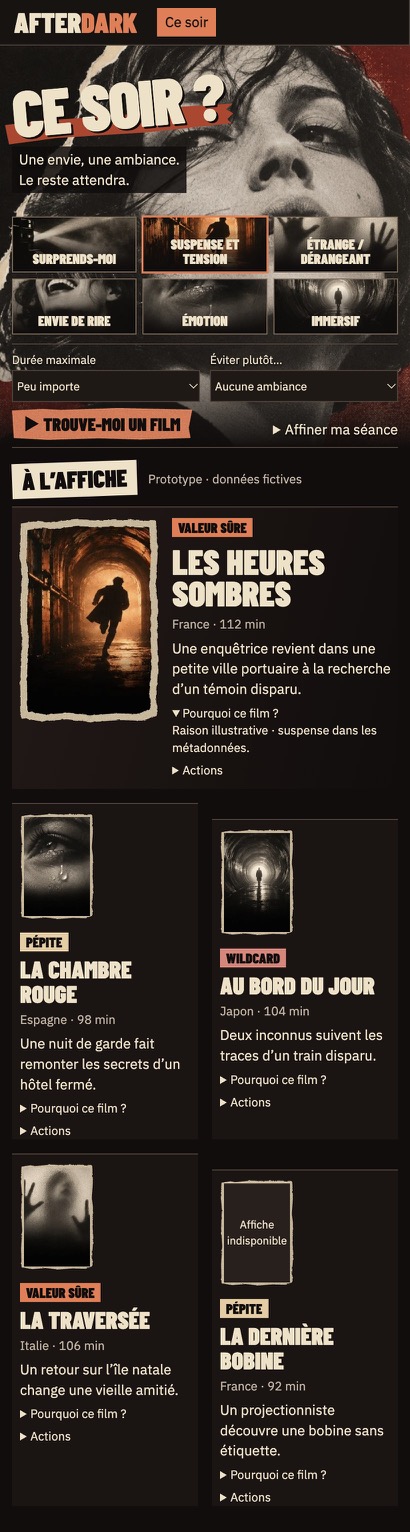 AFTERDARK
Ce soir
CE SOIR ?
Une envie, une ambiance.
Le reste attendra.
SURPRENDS-MOI
SUSPENSE ET
TENSION
ÉTRANGE /
DÉRANGEANT
ENVIE DE RIRE
ÉMOTION
IMMERSIF
Durée maximale
Éviter plutôt...
Peu importe
Aucune ambiance
▶ TROUVE-MOI UN FILM
▶ Affiner ma séance
À L'AFFICHE
Prototype · données fictives
VALEUR SÛRE
LES HEURES
SOMBRES
France · 112 min
Une enquêtrice revient dans une
petite ville portuaire à la recherche
d'un témoin disparu.
▼ Pourquoi ce film ?
Raison illustrative · suspense dans les
métadonnées.
▶ Actions
PÉPITE
LA CHAMBRE
ROUGE
Espagne · 98 min
Une nuit de garde fait
remonter les secrets d'un
hôtel fermé.
▶ Pourquoi ce film ?
▶ Actions
WILDCARD
AU BORD DU JOUR
Japon · 104 min
Deux inconnus suivent les
traces d'un train disparu.
▶ Pourquoi ce film ?
▶ Actions
VALEUR SÛRE
LA TRAVERSÉE
Italie · 106 min
Un retour sur l'île natale
change une vieille amitié.
▶ Pourquoi ce film ?
▶ Actions
Affiche
indisponible
PÉPITE
LA DERNIÈRE
BOBINE
France · 92 min
Un projectionniste
découvre une bobine sans
étiquette.
▶ Pourquoi ce film ?
▶ Actions